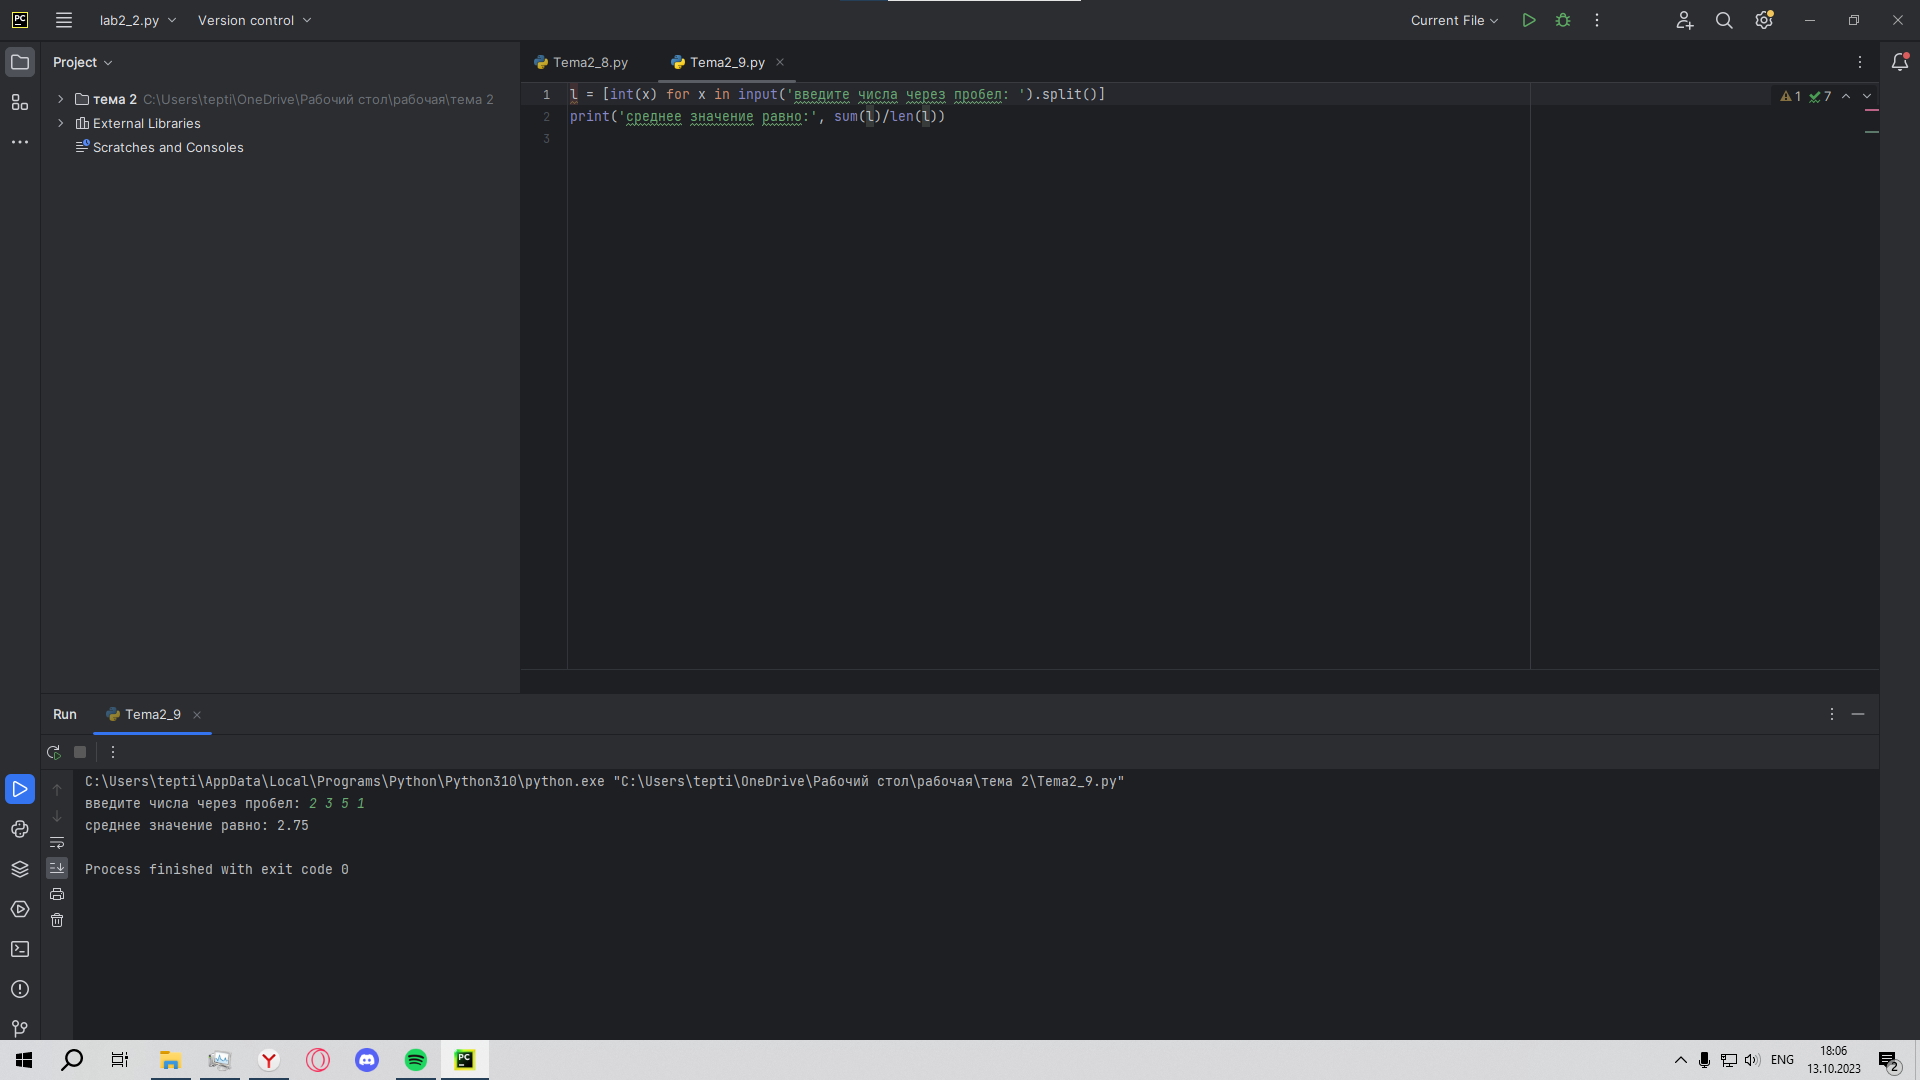 PC lab2_2.py Version control Current File
Project
тема 2 C:\Users\tepti\OneDrive\Рабочий стол\рабочая\тема 2
External Libraries
Scratches and Consoles
Tema2_8.py Tema2_9.py
1 l = [int(x) for x in input('введите числа через пробел: ').split()]
2 print('среднее значение равно:', sum(l)/len(l))
3
1 7
Run Tema2_9
C:\Users\tepti\AppData\Local\Programs\Python\Python310\python.exe "C:\Users\tepti\OneDrive\Рабочий стол\рабочая\тема 2\Tema2_9.py"
введите числа через пробел: 2 3 5 1
среднее значение равно: 2.75
Process finished with exit code 0
PC
ENG
18:06
13.10.2023
2